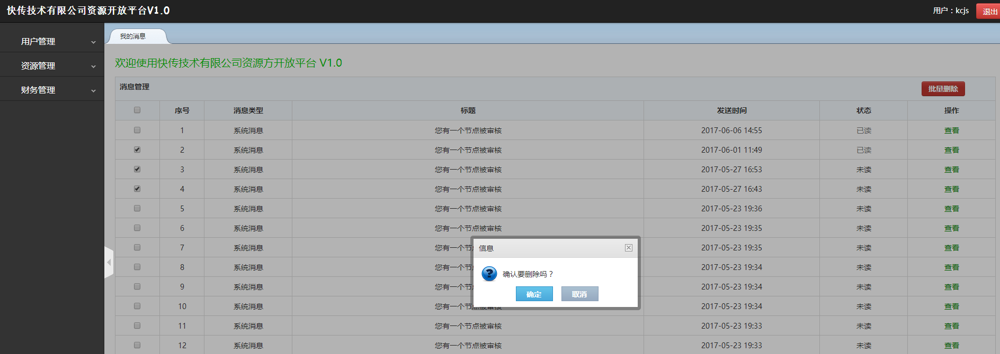 快传技术有限公司资源开放平台V1.0
用户：kcjs
退出
用户管理
资源管理
财务管理
我的消息
欢迎使用快传技术有限公司资源方开放平台 V1.0
消息管理
批量删除
序号 消息类型 标题 发送时间 状态 操作
1 系统消息 您有一个节点被审核 2017-06-06 14:55 已读 查看
2 系统消息 您有一个节点被审核 2017-06-01 11:49 已读 查看
3 系统消息 您有一个节点被审核 2017-05-27 16:53 未读 查看
4 系统消息 您有一个节点被审核 2017-05-27 16:43 未读 查看
5 系统消息 您有一个节点被审核 2017-05-23 19:36 未读 查看
6 系统消息 您有一个节点被审核 2017-05-23 19:35 未读 查看
7 系统消息 您有一个节 2017-05-23 19:35 未读 查看
8 系统消息 您有一个节 2017-05-23 19:34 未读 查看
9 系统消息 您有一个节 2017-05-23 19:34 未读 查看
10 系统消息 您有一个节点被审核 2017-05-23 19:34 未读 查看
11 系统消息 您有一个节点被审核 2017-05-23 19:33 未读 查看
12 系统消息 您有一个节点被审核 2017-05-23 19:33 未读 查看
信息
确认要删除吗？
确定
取消